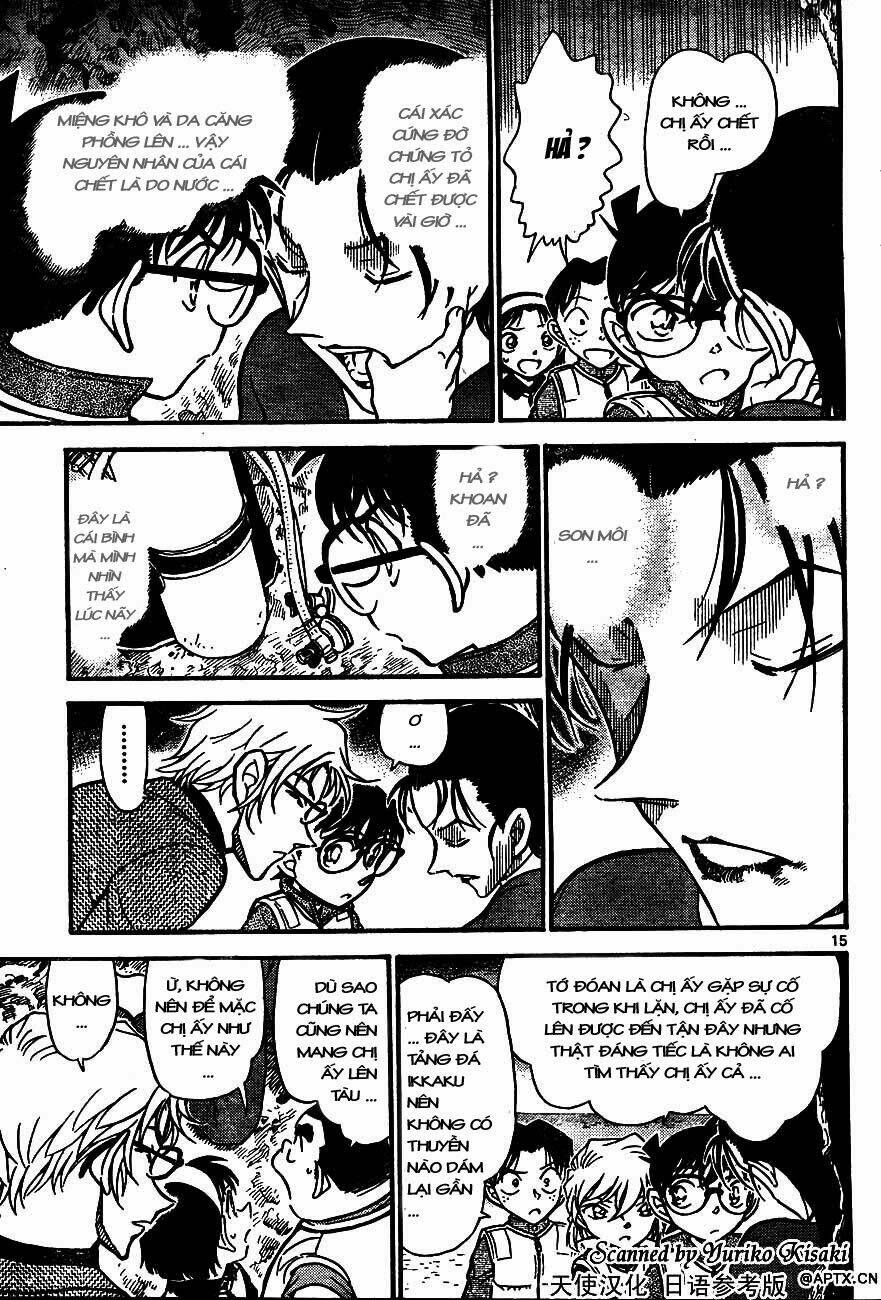 KHÔNG ...
CHỊ ẤY CHẾT
RỒI ...
HẢ ?
CÁI XÁC
CỨNG ĐỜ
CHỨNG TỎ
CHỊ ẤY ĐÃ
CHẾT ĐƯỢC
VÀI GIỜ ...
MIỆNG KHÔ VÀ DA CĂNG
PHỒNG LÊN ... VẬY
NGUYÊN NHÂN CỦA CÁI
CHẾT LÀ DO NƯỚC ...
HẢ ?
SON MÔI
...
HẢ ?
KHOAN
ĐÃ
...
ĐÂY LÀ
CÁI BÌNH
MÀ MÌNH
NHÌN
THẤY
LÚC NÃY
...
Ơ
...
.........
15
TỚ ĐÓAN LÀ CHỊ ẤY GẶP SỰ CỐ
TRONG KHI LẶN, CHỊ ẤY ĐÃ CỐ
LÊN ĐƯỢC ĐẾN TẬN ĐÂY NHƯNG
THẬT ĐÁNG TIẾC LÀ KHÔNG AI
TÌM THẤY CHỊ ẤY CẢ ...
PHẢI ĐẤY
... ĐÂY LÀ
TẢNG ĐÁ
IKKAKU
NÊN
KHÔNG CÓ
THUYỀN
NÀO DÁM
LẠI GẦN
...
DÙ SAO
CHÚNG TA
CŨNG NÊN
MANG CHỊ
ẤY LÊN
TÀU ...
Ừ, KHÔNG
NÊN ĐỂ MẶC
CHỊ ẤY NHƯ
THẾ NÀY
...
KHÔNG
...
Scanned by Yuriko Kisaki
天使汉化 日语参考版
@APTX.CN